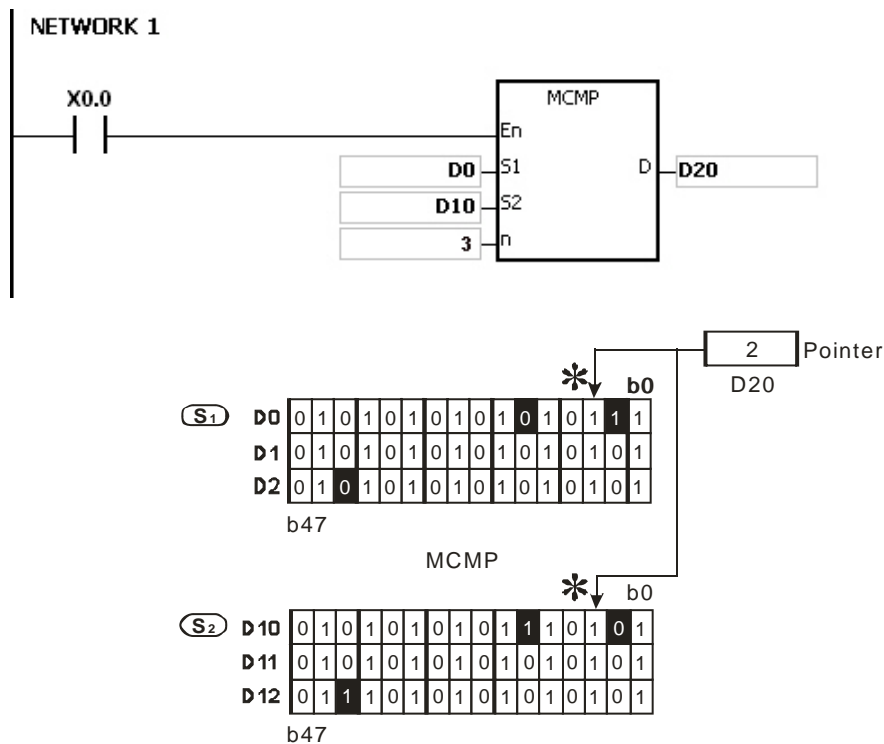 NETWORK 1
X0.0
MCMP
En
D0 S1 D D20
D10 S2
3 n
2 Pointer
D20
* b0
S1 D0 0 1 0 1 0 1 0 1 0 1 0 1 0 1 1 1
D1 0 1 0 1 0 1 0 1 0 1 0 1 0 1 0 1
D2 0 1 0 1 0 1 0 1 0 1 0 1 0 1 0 1
b47
MCMP
* b0
S2 D10 0 1 0 1 0 1 0 1 0 1 1 1 0 1 0 1
D11 0 1 0 1 0 1 0 1 0 1 0 1 0 1 0 1
D12 0 1 1 1 0 1 0 1 0 1 0 1 0 1 0 1
b47